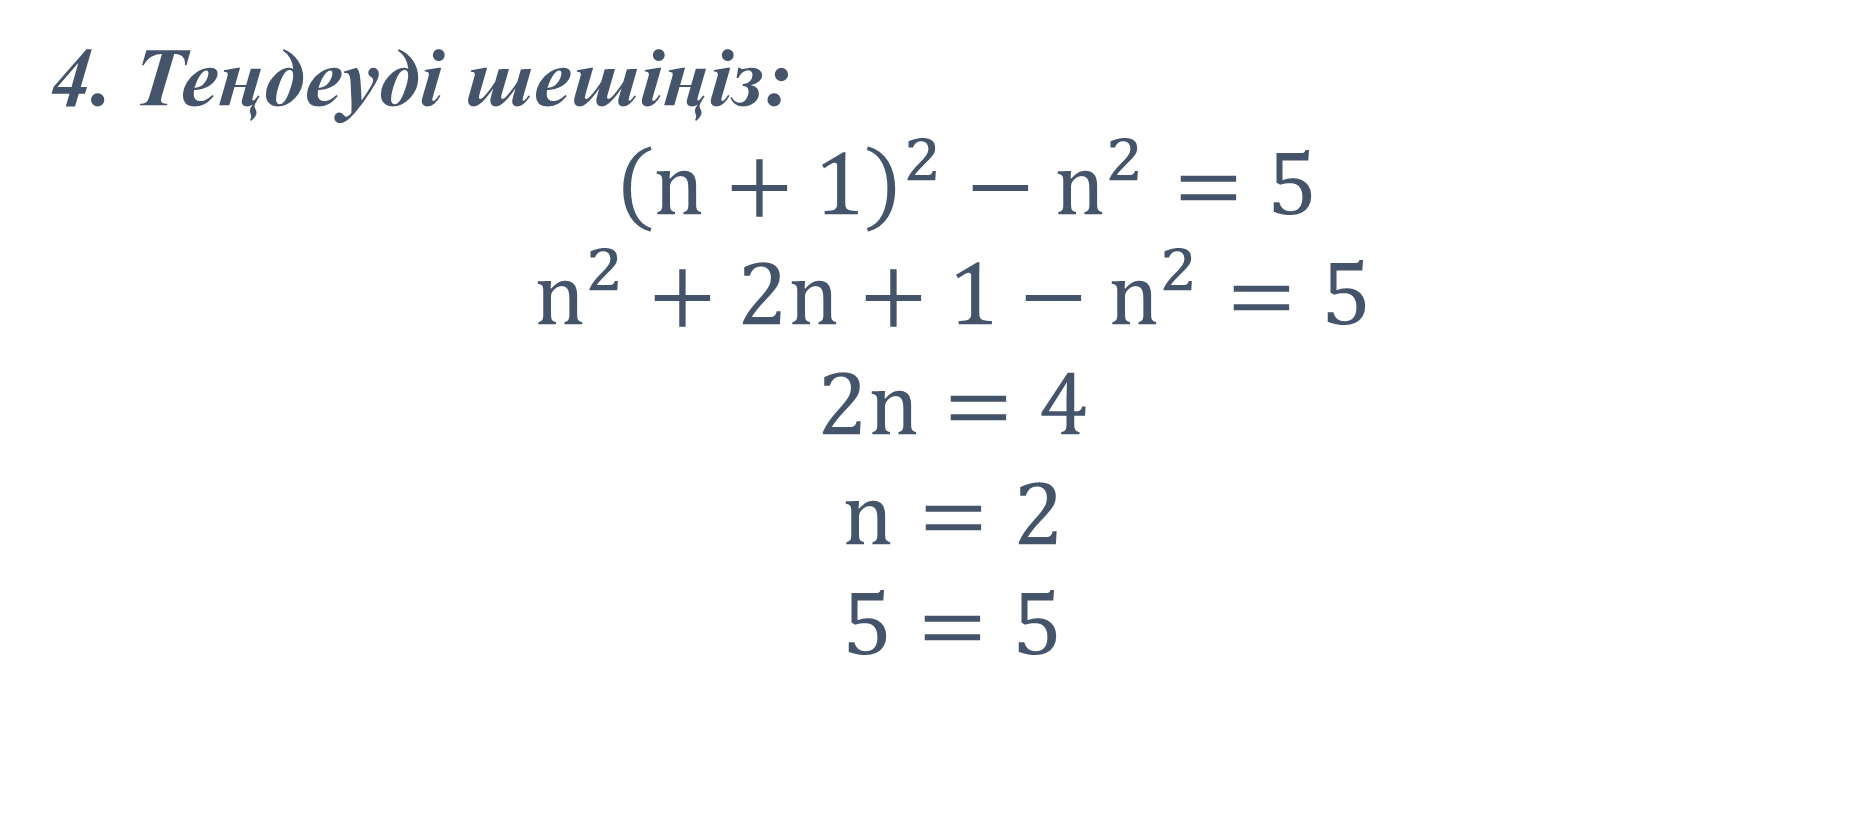 4. Теңдеуді шешіңіз:
(n + 1)² − n² = 5
n² + 2n + 1 − n² = 5
2n = 4
n = 2
5 = 5